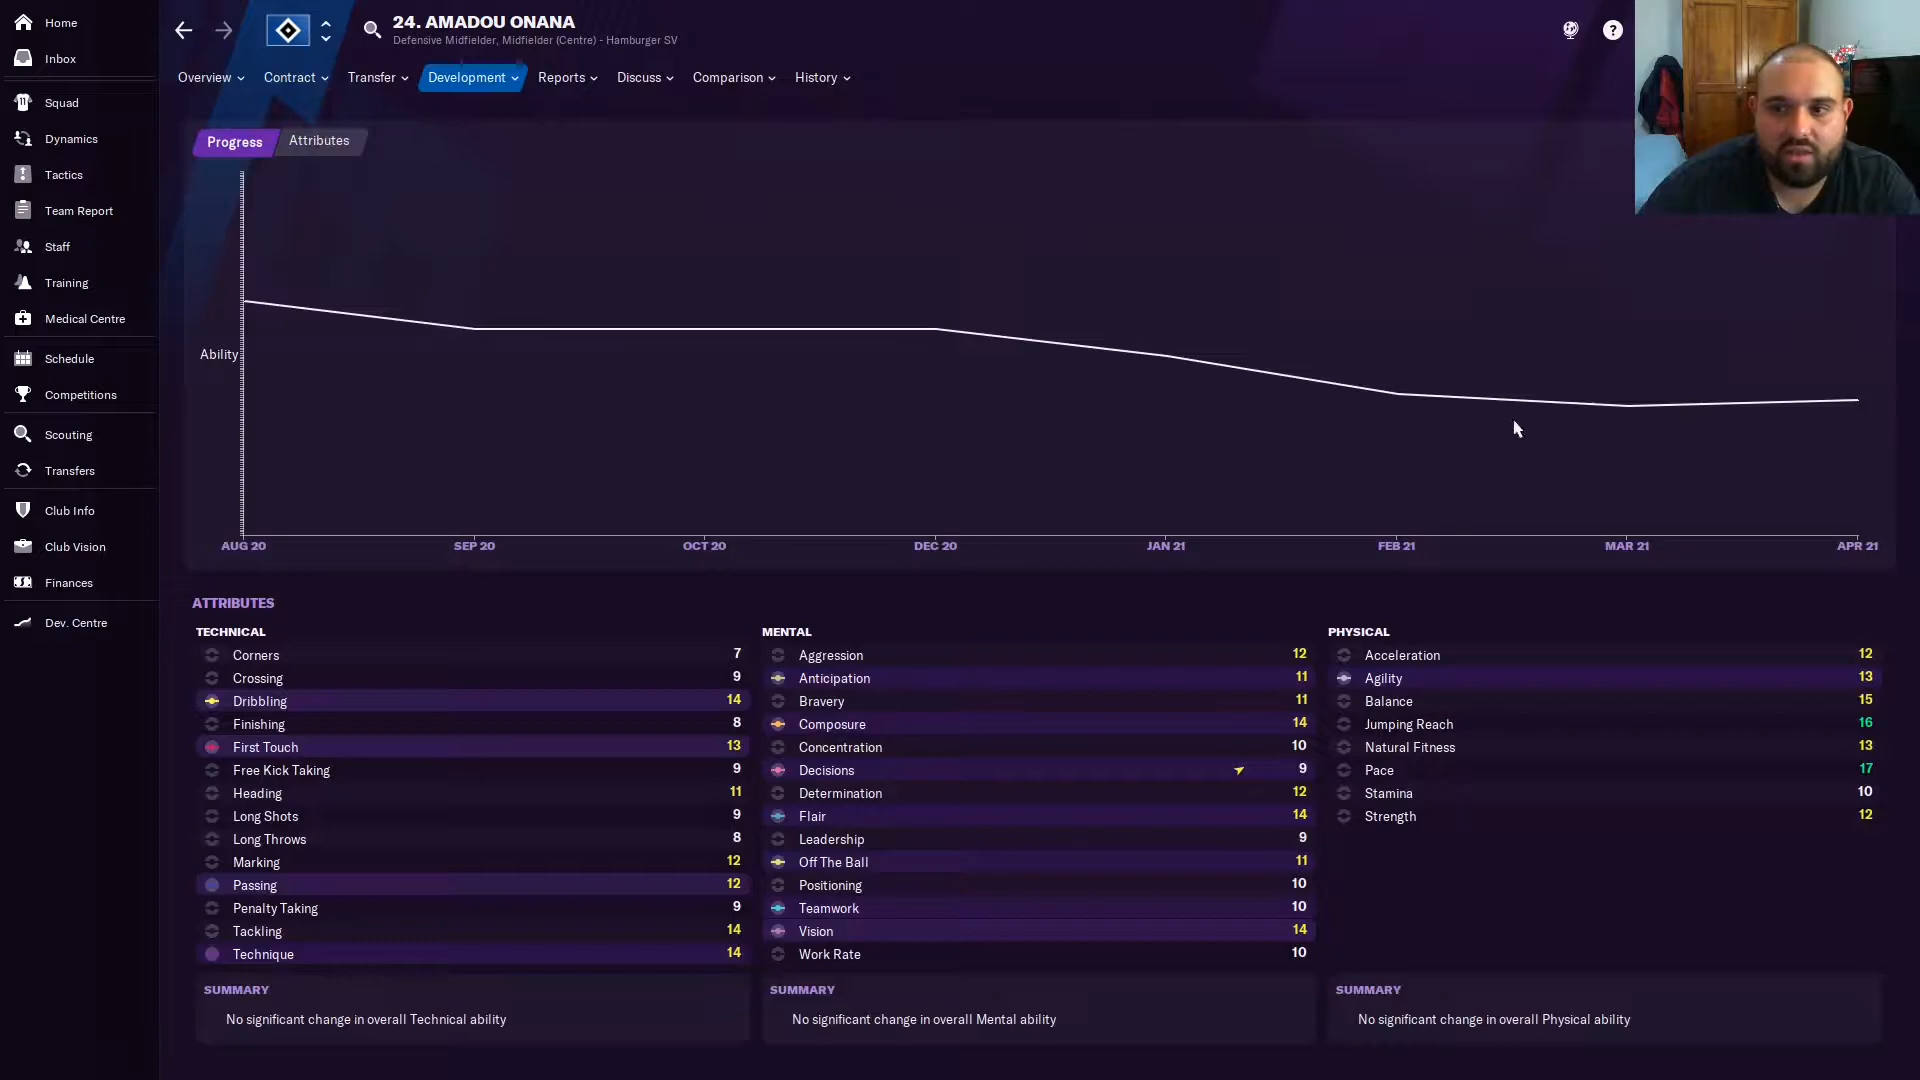 Home
Inbox
Squad
Dynamics
Tactics
Team Report
Staff
Training
Medical Centre
Schedule
Competitions
Scouting
Transfers
Club Info
Club Vision
Finances
Dev. Centre
24. AMADOU ONANA
Defensive Midfielder, Midfielder (Centre) - Hamburger SV
Overview Contract Transfer Development Reports Discuss Comparison History
Progress Attributes
Ability
AUG 20 SEP 20 OCT 20 DEC 20 JAN 21 FEB 21 MAR 21 APR 21
ATTRIBUTES
TECHNICAL
Corners 7
Crossing 9
Dribbling 14
Finishing 8
First Touch 13
Free Kick Taking 9
Heading 11
Long Shots 9
Long Throws 8
Marking 12
Passing 12
Penalty Taking 9
Tackling 14
Technique 14
SUMMARY
No significant change in overall Technical ability
MENTAL
Aggression 12
Anticipation 11
Bravery 11
Composure 14
Concentration 10
Decisions 9
Determination 12
Flair 14
Leadership 9
Off The Ball 11
Positioning 10
Teamwork 10
Vision 14
Work Rate 10
SUMMARY
No significant change in overall Mental ability
PHYSICAL
Acceleration 12
Agility 13
Balance 15
Jumping Reach 16
Natural Fitness 13
Pace 17
Stamina 10
Strength 12
SUMMARY
No significant change in overall Physical ability